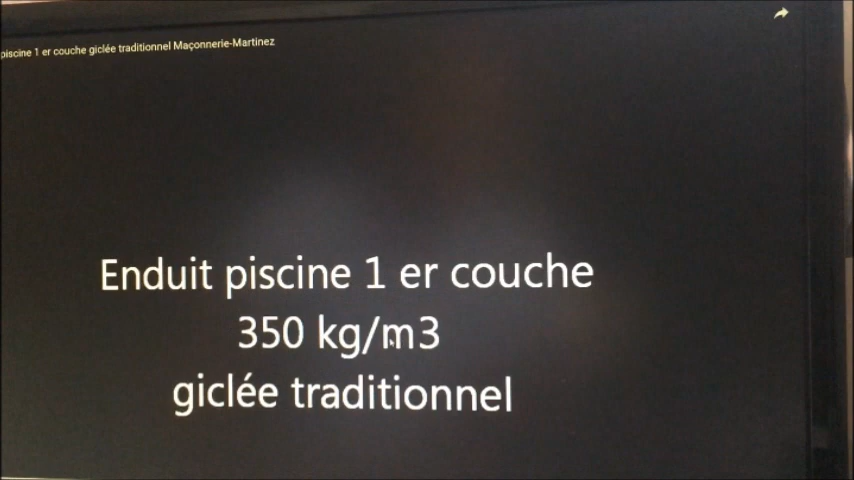 piscine 1 er couche giclée traditionnel Maçonnerie-Martinez
Enduit piscine 1 er couche
350 kg/m3
giclée traditionnel